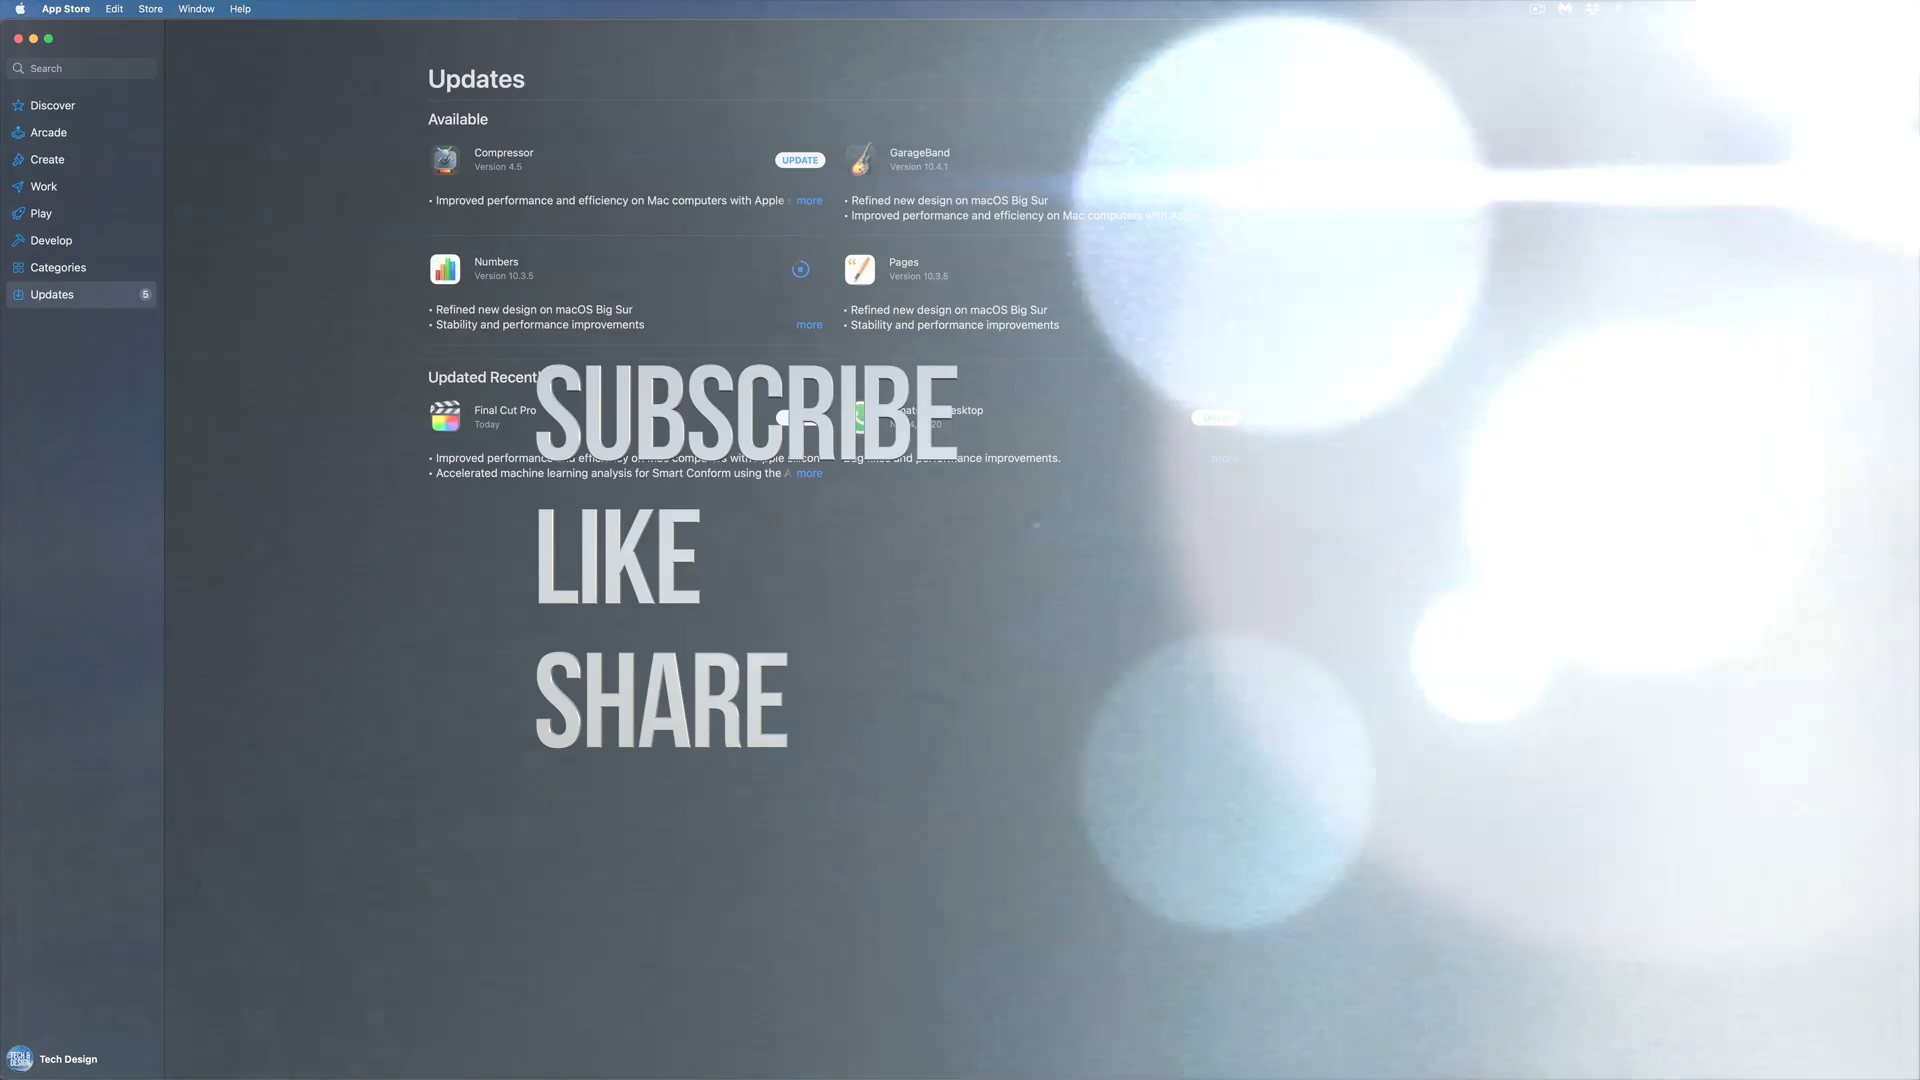 App Store Edit Store Window Help
Search
Discover
Arcade
Create
Work
Play
Develop
Categories
Updates 5
Tech Design
Updates
Available
Compressor
Version 4.5
UPDATE
• Improved performance and efficiency on Mac computers with Apple more
GarageBand
Version 10.4.1
• Refined new design on macOS Big Sur
• Improved performance and efficiency on Mac computers with
Numbers
Version 10.3.5
• Refined new design on macOS Big Sur
• Stability and performance improvements more
Pages
Version 10.3.5
• Refined new design on macOS Big Sur
• Stability and performance improvements
Updated
Final Cut Pro
Today
• Improved on with
• Accelerated machine learning analysis for Smart Conform using the more
and improvements.
more
SUBSCRIBE
LIKE
SHARE